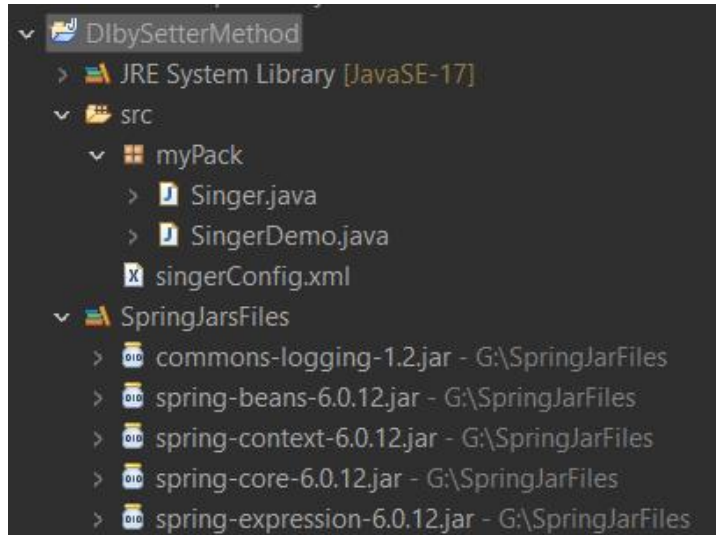 DIbySetterMethod
JRE System Library [JavaSE-17]
src
myPack
Singer.java
SingerDemo.java
singerConfig.xml
SpringJarsFiles
commons-logging-1.2.jar - G:\SpringJarFiles
spring-beans-6.0.12.jar - G:\SpringJarFiles
spring-context-6.0.12.jar - G:\SpringJarFiles
spring-core-6.0.12.jar - G:\SpringJarFiles
spring-expression-6.0.12.jar - G:\SpringJarFiles